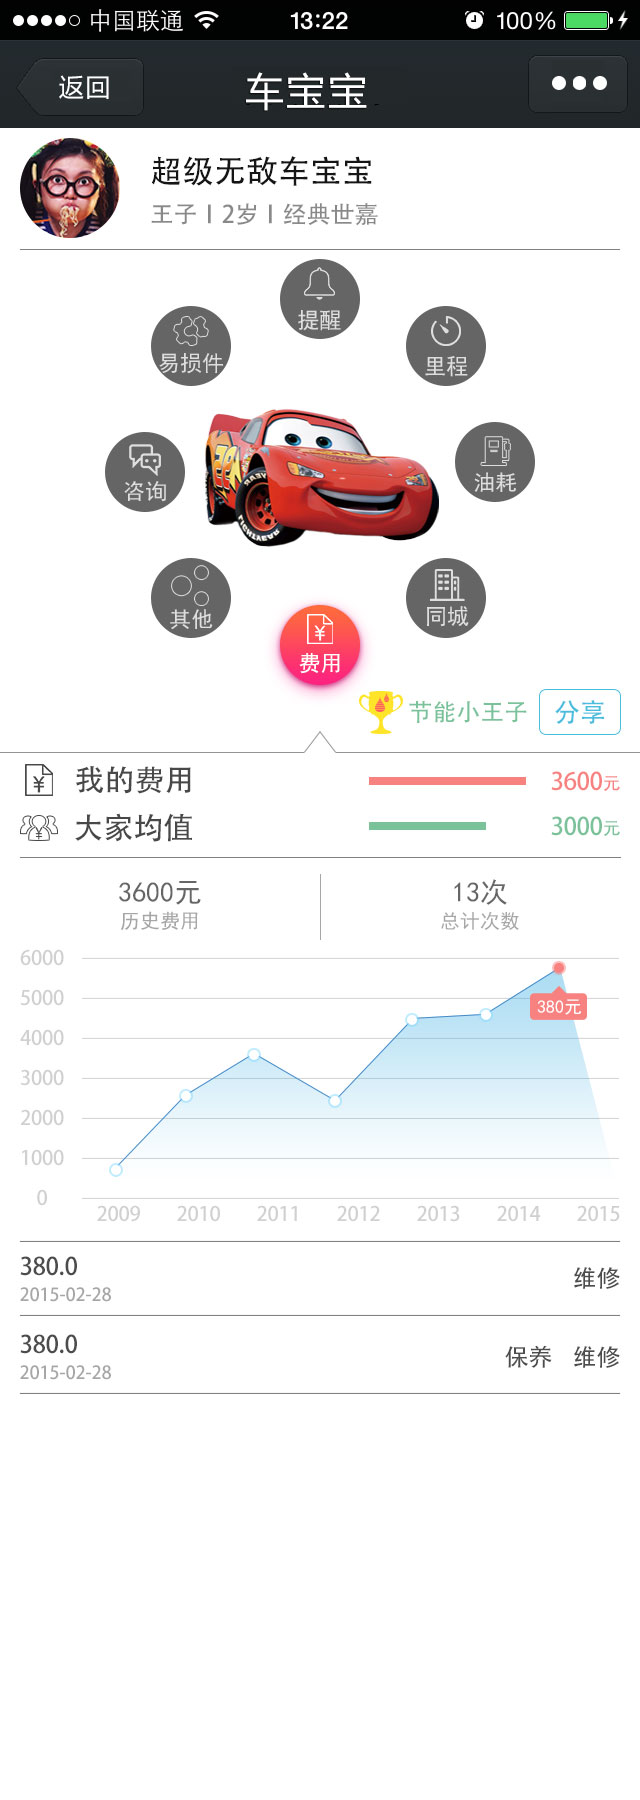 中国联通 13:22 100%
返回 车宝宝
超级无敌车宝宝
王子 | 2岁 | 经典世嘉
提醒
易损件
里程
咨询
油耗
其他
同城
费用
节能小王子 分享
我的费用 3600元
大家均值 3000元
3600元 13次
历史费用 总计次数
6000
5000
380元
4000
3000
2000
1000
0
2009 2010 2011 2012 2013 2014 2015
380.0
2015-02-28 维修
380.0
2015-02-28 保养 维修